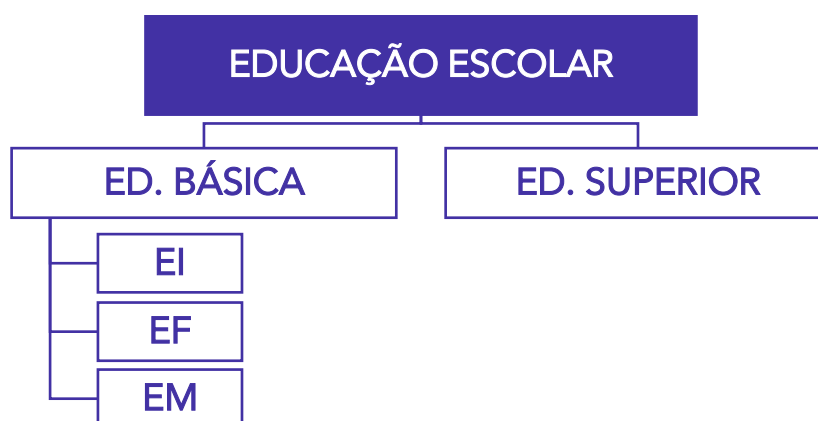 EDUCAÇÃO ESCOLAR
ED. BÁSICA
ED. SUPERIOR
EI
EF
EM